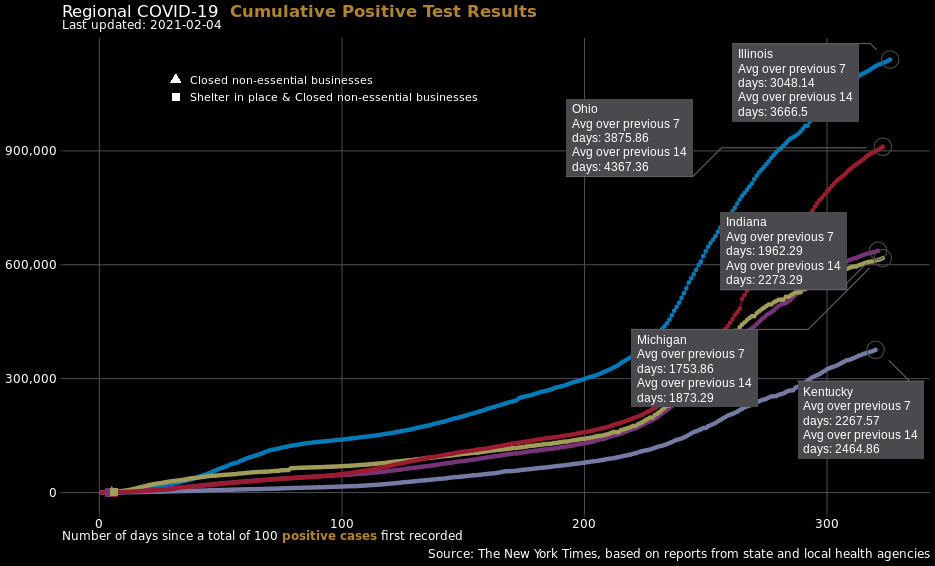 Regional COVID-19 Cumulative Positive Test Results
Last updated: 2021-02-04
Closed non-essential businesses
Shelter in place & Closed non-essential businesses
Illinois
Avg over previous 7
days: 3048.14
Avg over previous 14
days: 3666.5
Ohio
Avg over previous 7
days: 3875.86
Avg over previous 14
days: 4367.36
Indiana
Avg over previous 7
days: 1962.29
Avg over previous 14
days: 2273.29
Michigan
Avg over previous 7
days: 1753.86
Avg over previous 14
days: 1873.29
Kentucky
Avg over previous 7
days: 2267.57
Avg over previous 14
days: 2464.86
900,000
600,000
300,000
0
0 100 200 300
Number of days since a total of 100 positive cases first recorded
Source: The New York Times, based on reports from state and local health agencies